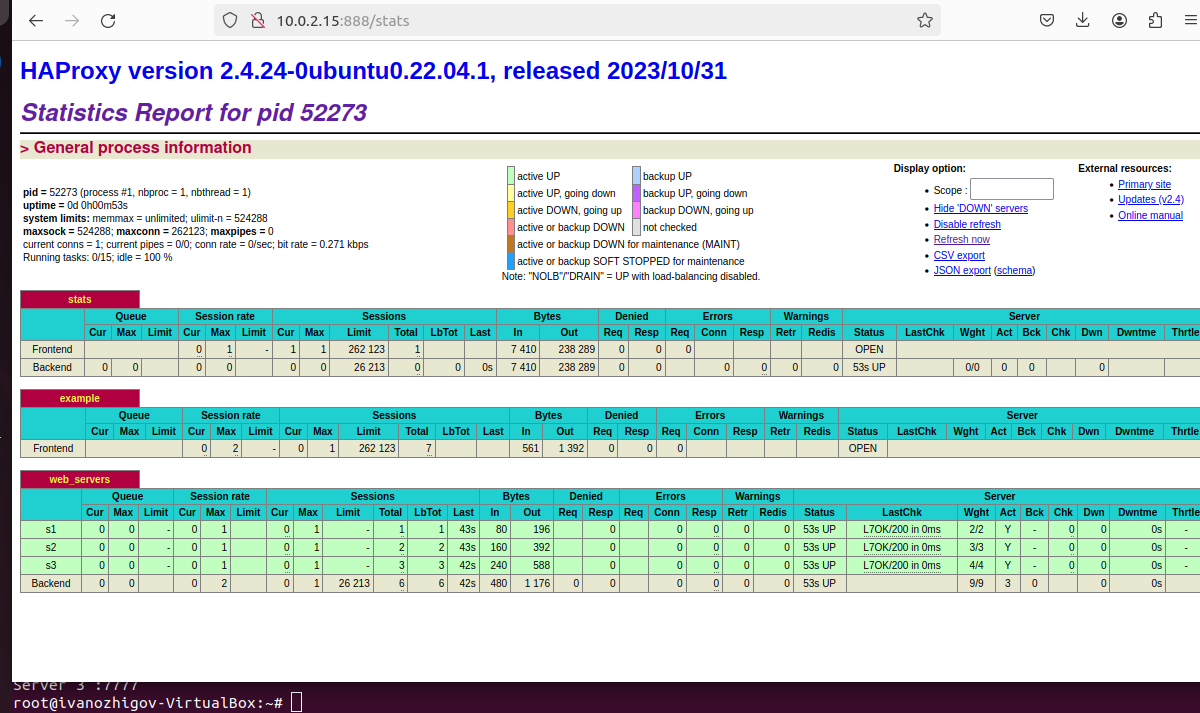 10.0.2.15:888/stats
HAProxy version 2.4.24-0ubuntu0.22.04.1, released 2023/10/31
Statistics Report for pid 52273
> General process information
pid = 52273 (process #1, nbproc = 1, nbthread = 1)
uptime = 0d 0h00m53s
system limits: memmax = unlimited; ulimit-n = 524288
maxsock = 524288; maxconn = 262123; maxpipes = 0
current conns = 1; current pipes = 0/0; conn rate = 0/sec; bit rate = 0.271 kbps
Running tasks: 0/15; idle = 100 %
active UP backup UP
active UP, going down backup UP, going down
active DOWN, going up backup DOWN, going up
active or backup DOWN not checked
active or backup DOWN for maintenance (MAINT)
active or backup SOFT STOPPED for maintenance
Note: "NOLB"/"DRAIN" = UP with load-balancing disabled.
Display option:
Scope :
Hide 'DOWN' servers
Disable refresh
Refresh now
CSV export
JSON export (schema)
External resources:
Primary site
Updates (v2.4)
Online manual
stats
Queue Session rate Sessions Bytes Denied Errors Warnings Server
Cur Max Limit Cur Max Limit Cur Max Limit Total LbTot Last In Out Req Resp Req Conn Resp Retr Redis Status LastChk Wght Act Bck Chk Dwn Dwntme Thrtle
Frontend 0 1 - 1 1 262 123 1 7 410 238 289 0 0 0 OPEN
Backend 0 0 0 0 0 0 26 213 0 0 0s 7 410 238 289 0 0 0 0 0 0 53s UP 0/0 0 0 0
example
Queue Session rate Sessions Bytes Denied Errors Warnings Server
Cur Max Limit Cur Max Limit Cur Max Limit Total LbTot Last In Out Req Resp Req Conn Resp Retr Redis Status LastChk Wght Act Bck Chk Dwn Dwntme Thrtle
Frontend 0 2 - 0 1 262 123 7 561 1 392 0 0 0 OPEN
web_servers
Queue Session rate Sessions Bytes Denied Errors Warnings Server
Cur Max Limit Cur Max Limit Cur Max Limit Total LbTot Last In Out Req Resp Req Conn Resp Retr Redis Status LastChk Wght Act Bck Chk Dwn Dwntme Thrtle
s1 0 0 - 0 1 0 1 - 1 1 43s 80 196 0 0 0 0 0 53s UP L7OK/200 in 0ms 2/2 Y - 0 0 0s -
s2 0 0 - 0 1 0 1 - 2 2 43s 160 392 0 0 0 0 0 53s UP L7OK/200 in 0ms 3/3 Y - 0 0 0s -
s3 0 0 - 0 1 0 1 - 3 3 42s 240 588 0 0 0 0 0 53s UP L7OK/200 in 0ms 4/4 Y - 0 0 0s -
Backend 0 0 0 2 0 1 26 213 6 6 42s 480 1 176 0 0 0 0 0 0 53s UP 9/9 3 0 0 0s
Server 3 :7777
root@ivanozhigov-VirtualBox:~#